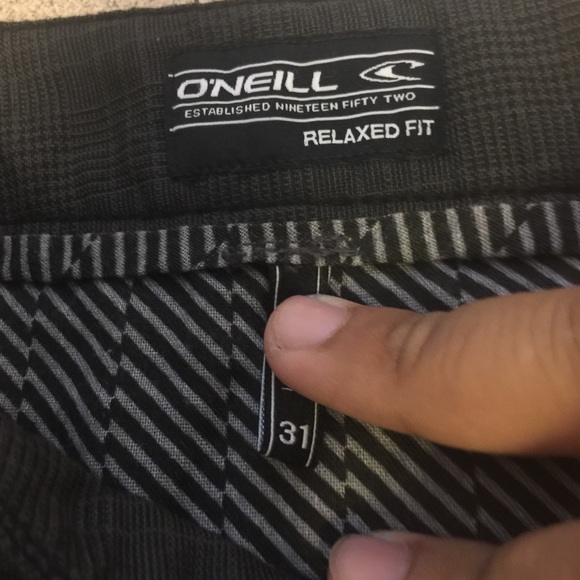 O'NEILL
ESTABLISHED NINETEEN FIFTY TWO
RELAXED FIT
31